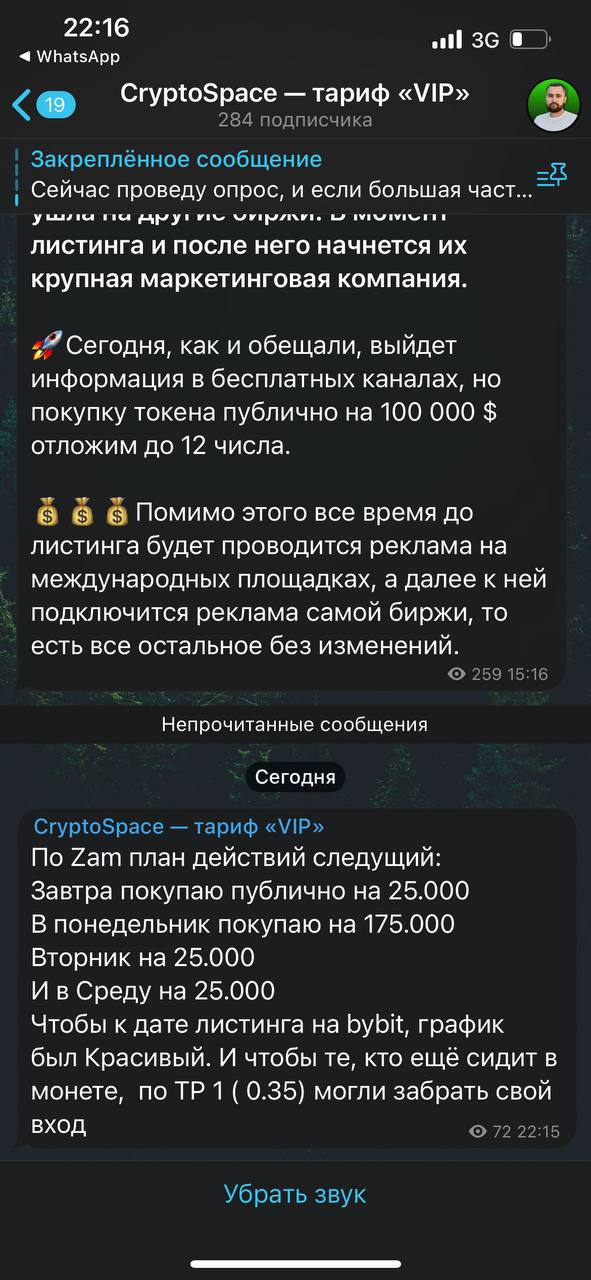 22:16
3G
WhatsApp
19
CryptoSpace — тариф «VIP»
284 подписчика
Закреплённое сообщение
Сейчас проведу опрос, и если большая част...
ушла на другие биржи. В момент
листинга и после него начнется их
крупная маркетинговая компания.
🚀Сегодня, как и обещали, выйдет
информация в бесплатных каналах, но
покупку токена публично на 100 000 $
отложим до 12 числа.
💰💰💰Помимо этого все время до
листинга будет проводится реклама на
международных площадках, а далее к ней
подключится реклама самой биржи, то
есть все остальное без изменений.
259 15:16
Непрочитанные сообщения
Сегодня
CryptoSpace — тариф «VIP»
По Zam план действий следущий:
Завтра покупаю публично на 25.000
В понедельник покупаю на 175.000
Вторник на 25.000
И в Среду на 25.000
Чтобы к дате листинга на bybit, график
был Красивый. И чтобы те, кто ещё сидит в
монете,  по ТР 1 ( 0.35) могли забрать свой
вход
72 22:15
Убрать звук